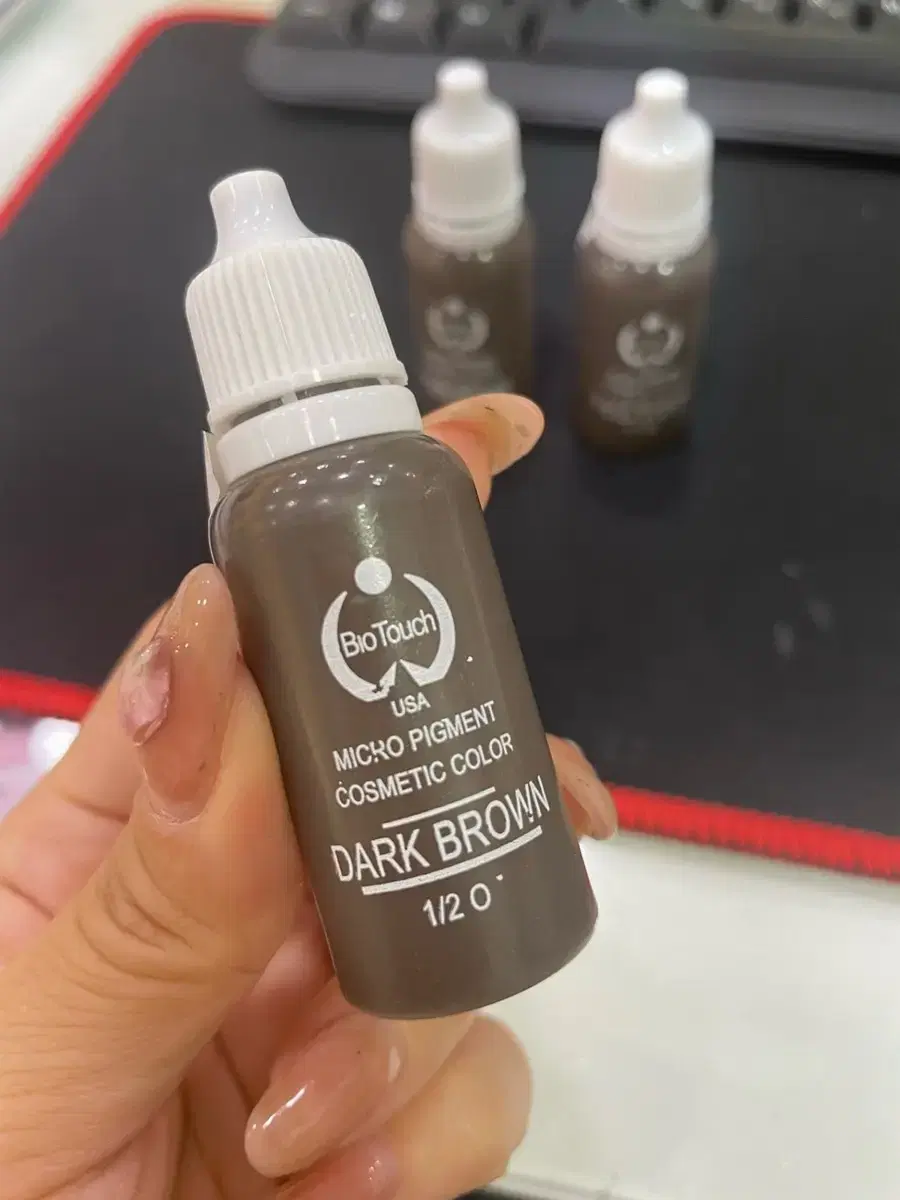 BioTouch
USA
MICRO PIGMENT
COSMETIC COLOR
DARK BROWN
1/2 O